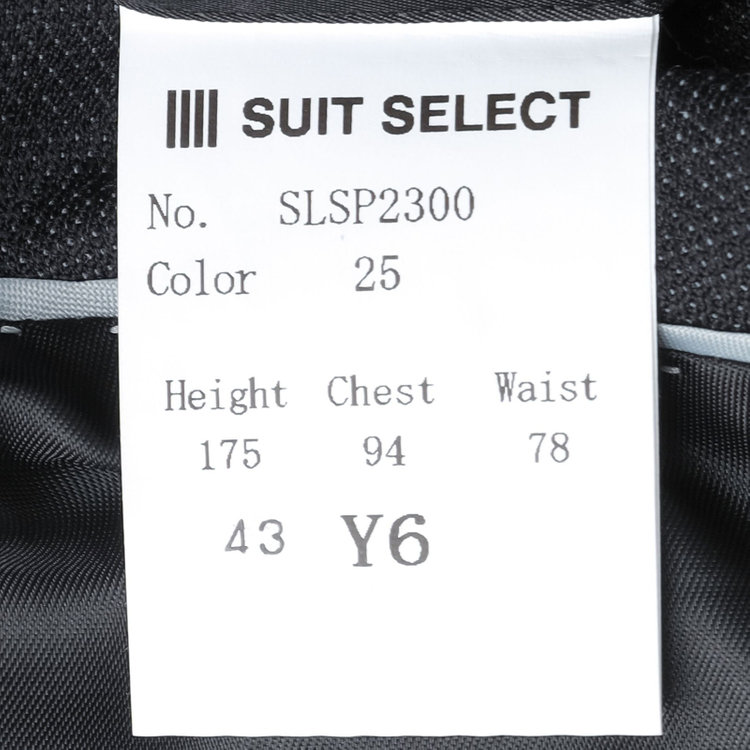 SUIT SELECT
No. SLSP2300
Color 25
Height Chest Waist
175 94 78
43 Y6